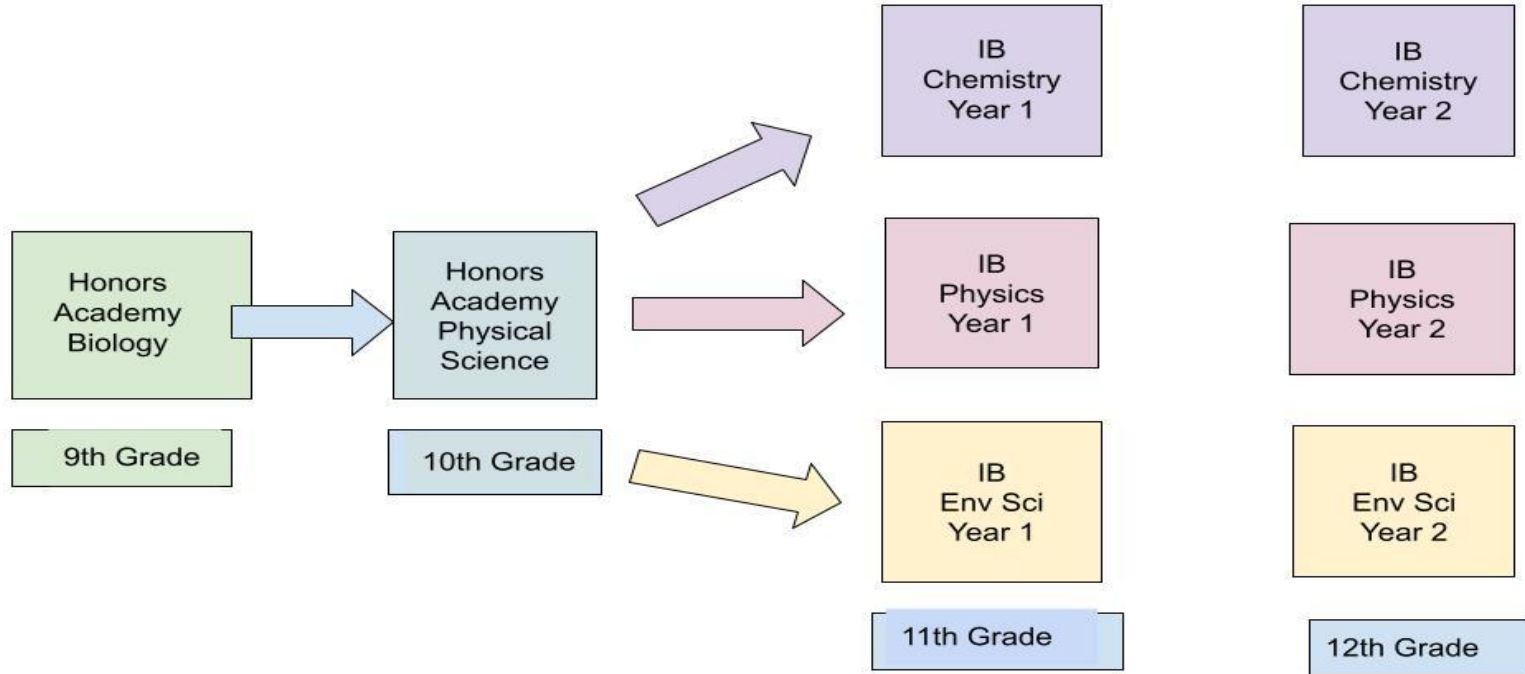 IB
Chemistry
Year 1
IB
Chemistry
Year 2
Honors
Academy
Biology
Honors
Academy
Physical
Science
IB
Physics
Year 1
IB
Physics
Year 2
9th Grade
10th Grade
IB
Env Sci
Year 1
IB
Env Sci
Year 2
11th Grade
12th Grade